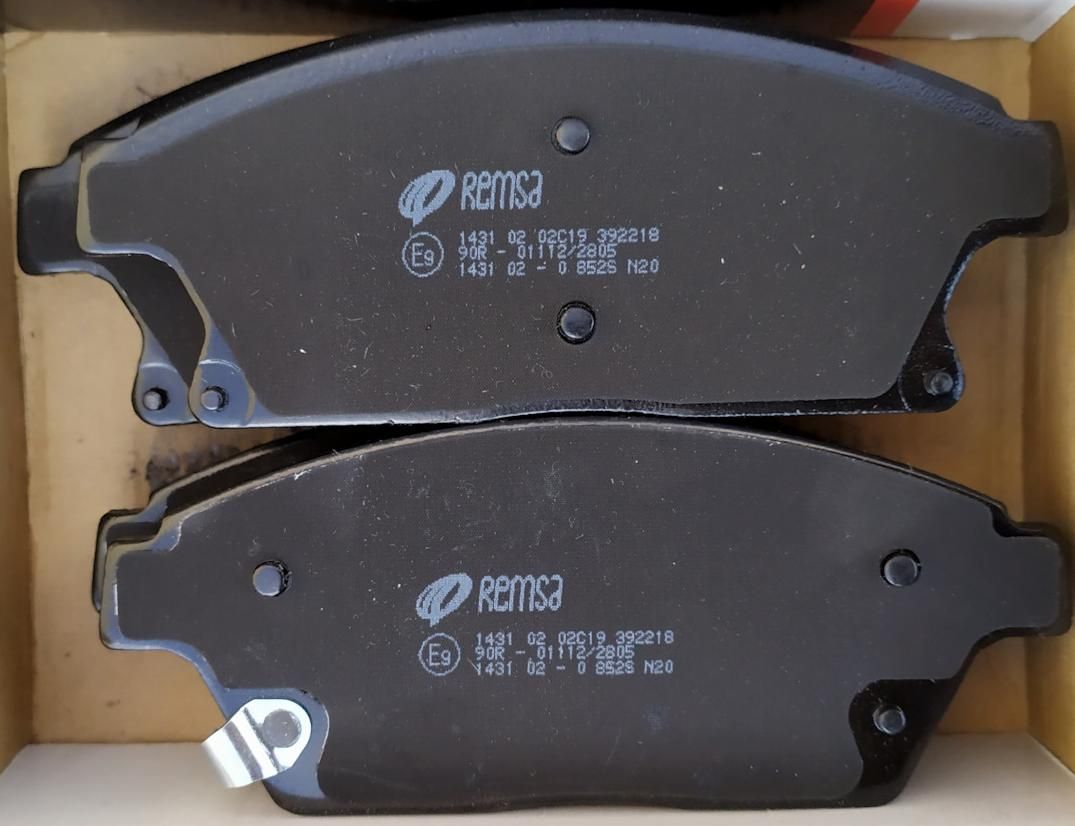 Remsa
E9
1431 02 02C19 392218
90R - 01112/2805
1431 02 - 0 852S N20
Remsa
E9
1431 02 02C19 392218
90R - 01112/2805
1431 02 - 0 852S N20